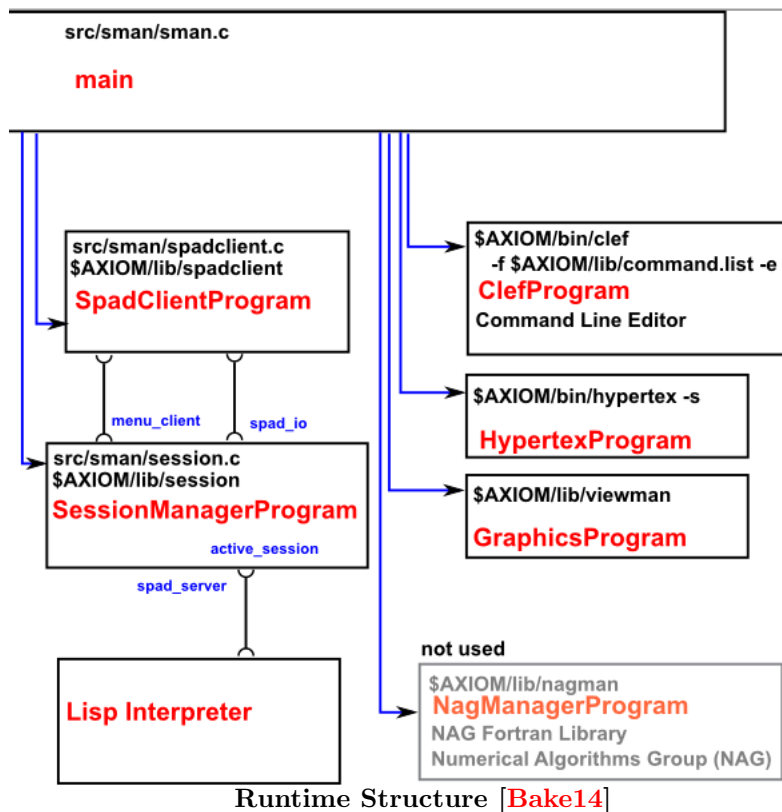 src/sman/sman.c
main
src/sman/spadclient.c
$AXIOM/lib/spadclient
SpadClientProgram
menu_client
spad_io
src/sman/session.c
$AXIOM/lib/session
SessionManagerProgram
active_session
spad_server
Lisp Interpreter
$AXIOM/bin/clef
-f $AXIOM/lib/command.list -e
ClefProgram
Command Line Editor
$AXIOM/bin/hypertex -s
HypertexProgram
$AXIOM/lib/viewman
GraphicsProgram
not used
$AXIOM/lib/nagman
NagManagerProgram
NAG Fortran Library
Numerical Algorithms Group (NAG)
Runtime Structure [Bake14]